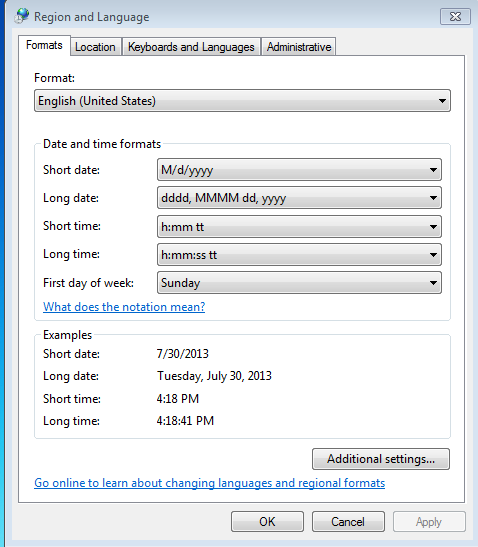 Region and Language
Formats Location Keyboards and Languages Administrative
Format:
English (United States)
Date and time formats
Short date: M/d/yyyy
Long date: dddd, MMMM dd, yyyy
Short time: h:mm tt
Long time: h:mm:ss tt
First day of week: Sunday
What does the notation mean?
Examples
Short date: 7/30/2013
Long date: Tuesday, July 30, 2013
Short time: 4:18 PM
Long time: 4:18:41 PM
Additional settings...
Go online to learn about changing languages and regional formats
OK Cancel Apply